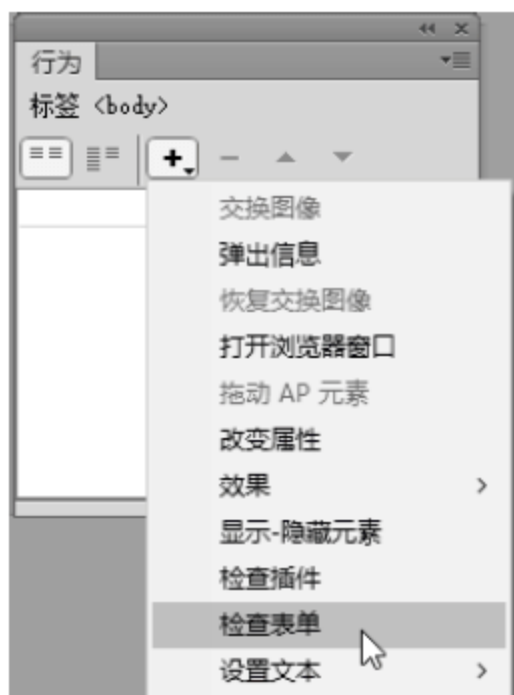 行为
标签 <body>
交换图像
弹出信息
恢复交换图像
打开浏览器窗口
拖动 AP 元素
改变属性
效果
显示-隐藏元素
检查插件
检查表单
设置文本